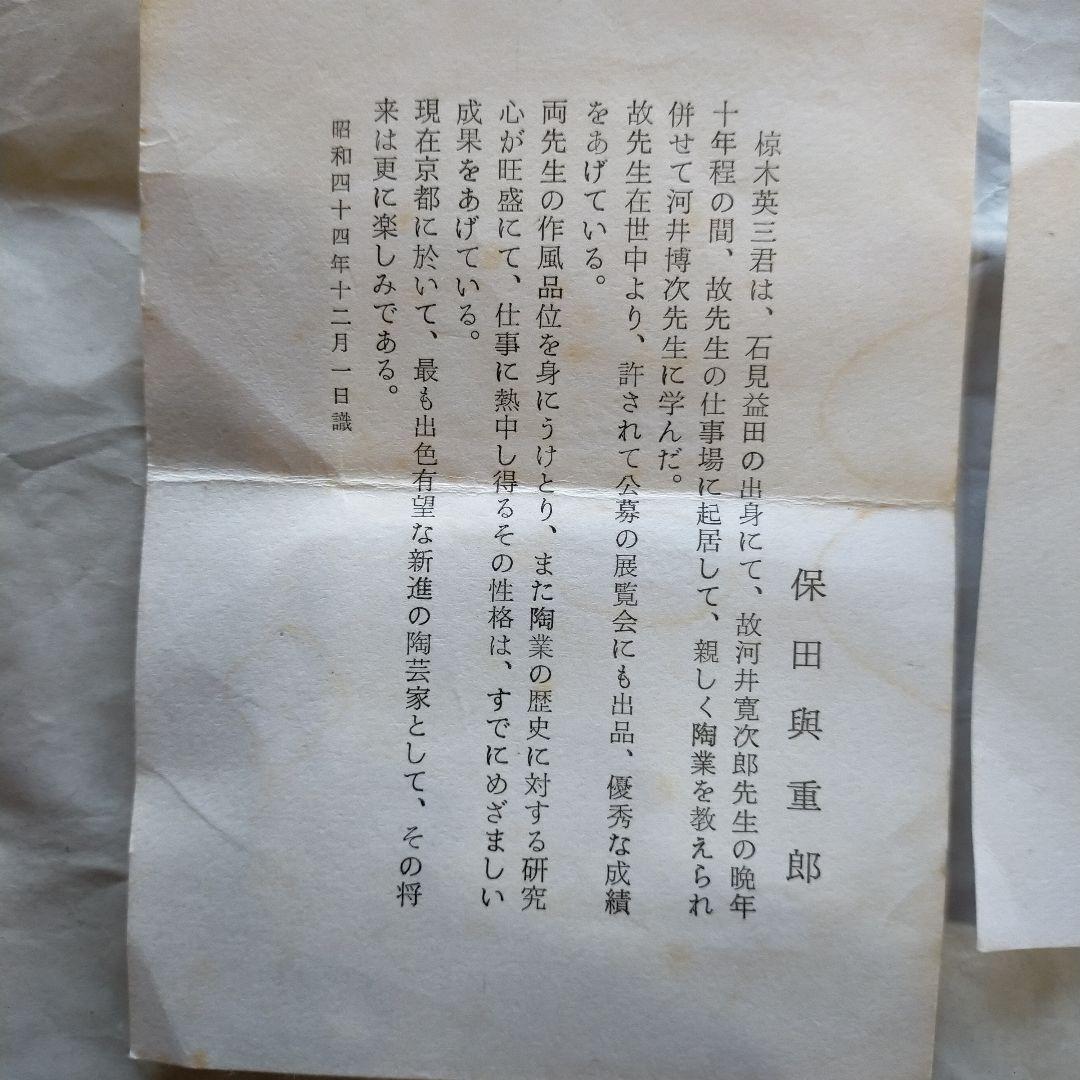 保田與重郎
椋木英三君は、石見益田の出身にて、故河井寛次郎先生の晩年
十年程の間、故先生の仕事場に起居して、親しく陶業を教えられ
併せて河井博次先生に学んだ。
故先生在世中より、許されて公募の展覧会にも出品、優秀な成績
をあげている。
両先生の作風品位を身にうけとり、また陶業の歴史に対する研究
心が旺盛にて、仕事に熱中し得るその性格は、すでにめざましい
成果をあげている。
現在京都に於いて、最も出色有望な新進の陶芸家として、その将
来は更に楽しみである。
昭和四十四年十二月一日識